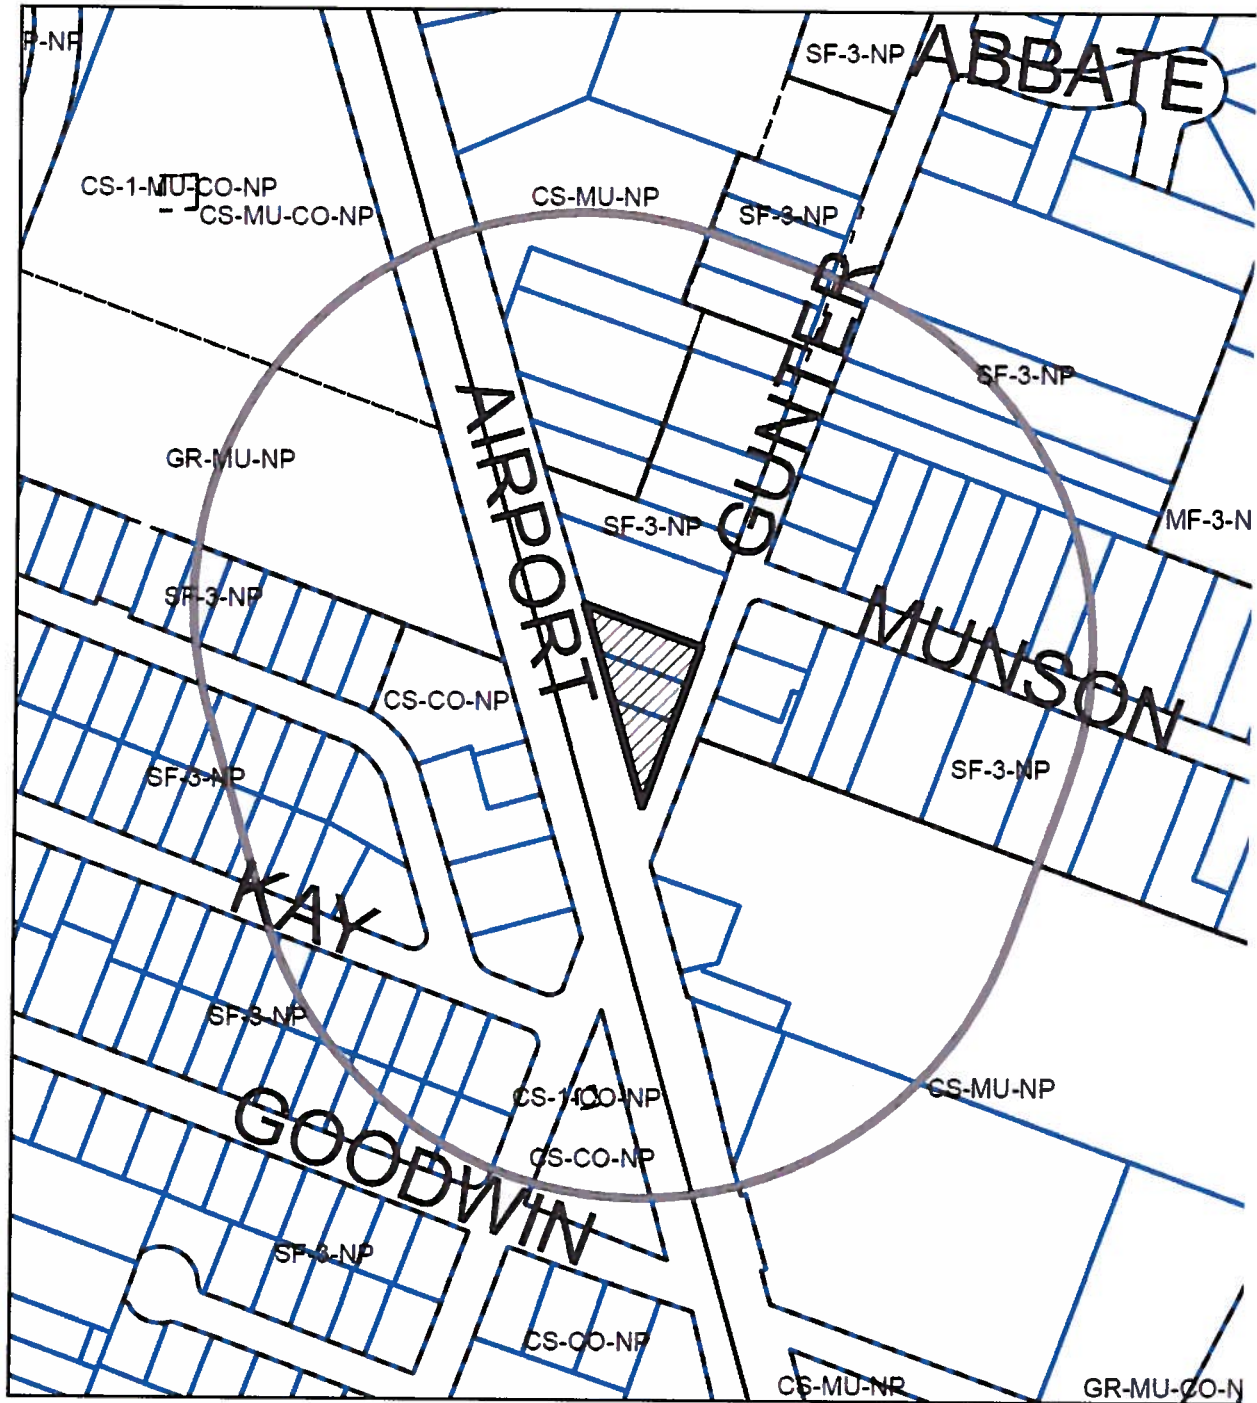 P-NP
SF-3-NP
ABBATE
CS-1-MU-CO-NP
CS-MU-CO-NP
CS-MU-NP
SF-3-NP
GUNTER
SF-3-NP
AIRPORT
GR-MU-NP
SF-3-NP
MF-3-N
SF-3-NP
MUNSON
CS-CO-NP
SF-3-NP
SF-3-NP
KAY
SF-3-NP
CS-1-CO-NP
CS-MU-NP
GOODWIN
CS-CO-NP
SF-3-NP
CS-CO-NP
CS-MU-NP
GR-MU-CO-N